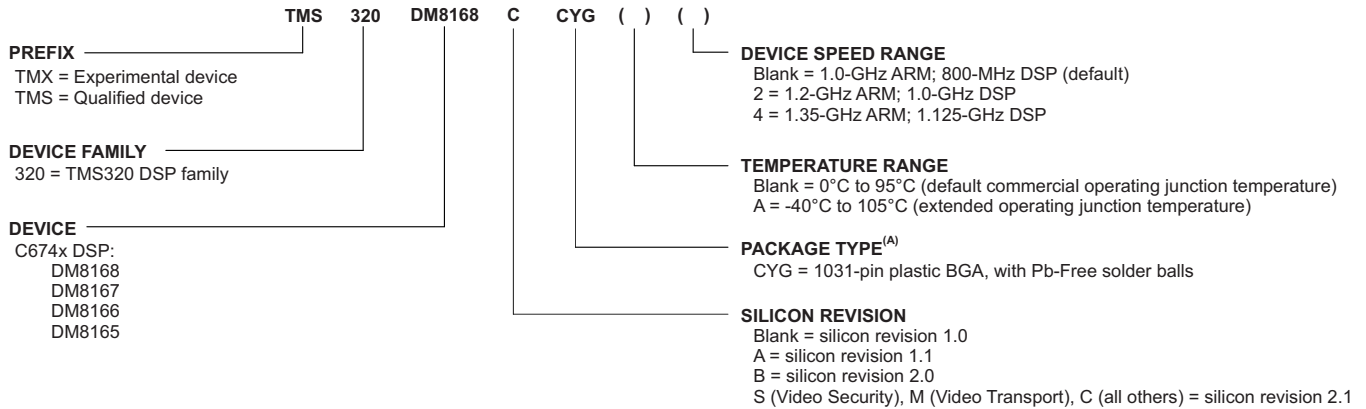 TMS 320 DM8168 C CYG ( ) ( )
PREFIX
TMX = Experimental device
TMS = Qualified device
DEVICE FAMILY
320 = TMS320 DSP family
DEVICE
C674x DSP:
DM8168
DM8167
DM8166
DM8165
DEVICE SPEED RANGE
Blank = 1.0-GHz ARM; 800-MHz DSP (default)
2 = 1.2-GHz ARM; 1.0-GHz DSP
4 = 1.35-GHz ARM; 1.125-GHz DSP
TEMPERATURE RANGE
Blank = 0°C to 95°C (default commercial operating junction temperature)
A = -40°C to 105°C (extended operating junction temperature)
PACKAGE TYPE(A)
CYG = 1031-pin plastic BGA, with Pb-Free solder balls
SILICON REVISION
Blank = silicon revision 1.0
A = silicon revision 1.1
B = silicon revision 2.0
S (Video Security), M (Video Transport), C (all others) = silicon revision 2.1